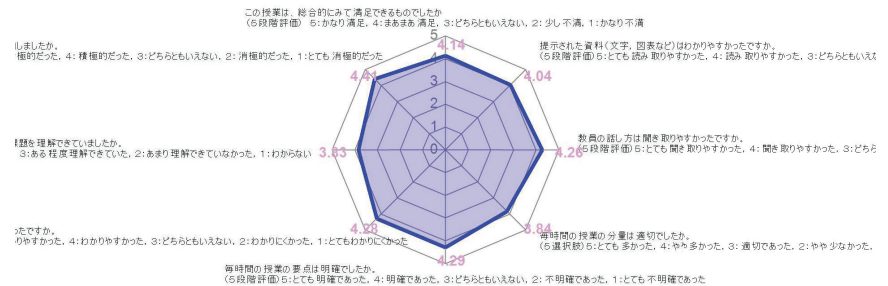 この授業は、総合的にみて満足できるものでしたか
(5段階評価) 5:かなり満足, 4:まあまあ満足, 3:どちらともいえない, 2:少し不満, 1:かなり不満
5
4.14
しましたか。
極的だった, 4:積極的だった, 3:どちらともいえない, 2:消極的だった, 1:とても消極的だった
4.41
提示された資料(文字、図表など)はわかりやすかったですか。
(5段階評価)5:とても読み取りやすかった, 4:読み取りやすかった, 3:どちらともいえ
4.04
4
3
2
1
0
題を理解できていましたか。
3:ある程度理解できていた, 2:あまり理解できていなかった, 1:わからない
3.83
教員の話し方は聞き取りやすかったですか。
(5段階評価)5:とても聞き取りやすかった, 4:聞き取りやすかった, 3:どちら
4.26
ったですか。
りやすかった, 4:わかりやすかった, 3:どちらともいえない, 2:わかりにくかった, 1:とてもわかりにくかった
4.28
3.84
毎時間の授業の分量は適切でしたか。
(5選択肢)5:とても多かった, 4:やや多かった, 3:適切であった, 2:やや少なかった.
4.29
毎時間の授業の要点は明確でしたか。
(5段階評価)5:とても明確であった, 4:明確であった, 3:どちらともいえない, 2:不明確であった, 1:とても不明確であった